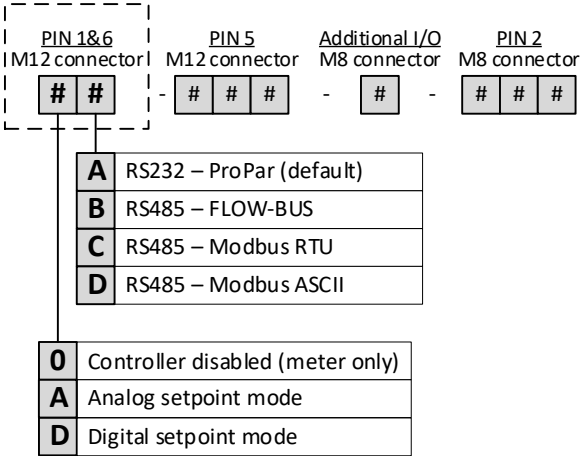 PIN 1&6 PIN 5 Additional I/O PIN 2
M12 connector M12 connector M8 connector M8 connector
# # - # # # - # - # # #
A RS232 – ProPar (default)
B RS485 – FLOW-BUS
C RS485 – Modbus RTU
D RS485 – Modbus ASCII
0 Controller disabled (meter only)
A Analog setpoint mode
D Digital setpoint mode